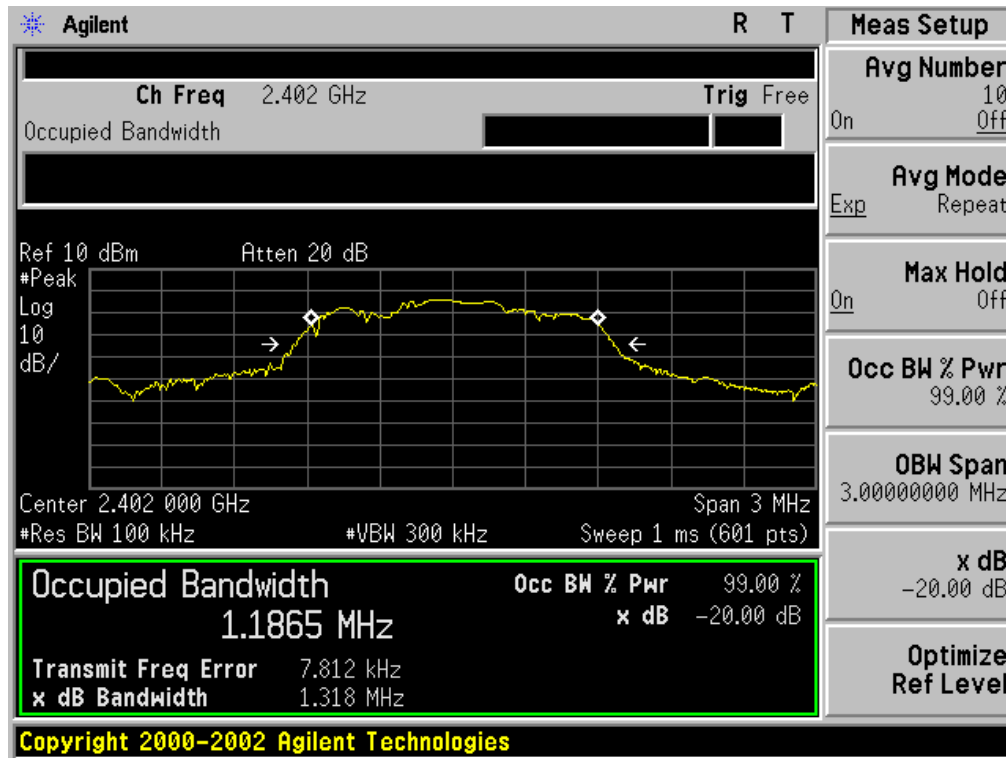 Agilent R T Meas Setup
Ch Freq 2.402 GHz Trig Free
Occupied Bandwidth
Ref 10 dBm Atten 20 dB
#Peak
Log
10
dB/
Center 2.402 000 GHz Span 3 MHz
#Res BW 100 kHz #VBW 300 kHz Sweep 1 ms (601 pts)
Occupied Bandwidth Occ BW % Pwr 99.00 %
1.1865 MHz x dB -20.00 dB
Transmit Freq Error 7.812 kHz
x dB Bandwidth 1.318 MHz
Copyright 2000-2002 Agilent Technologies
Avg Number
10
On Off
Avg Mode
Exp Repeat
Max Hold
On Off
Occ BW % Pwr
99.00 %
OBW Span
3.00000000 MHz
x dB
-20.00 dB
Optimize
Ref Level